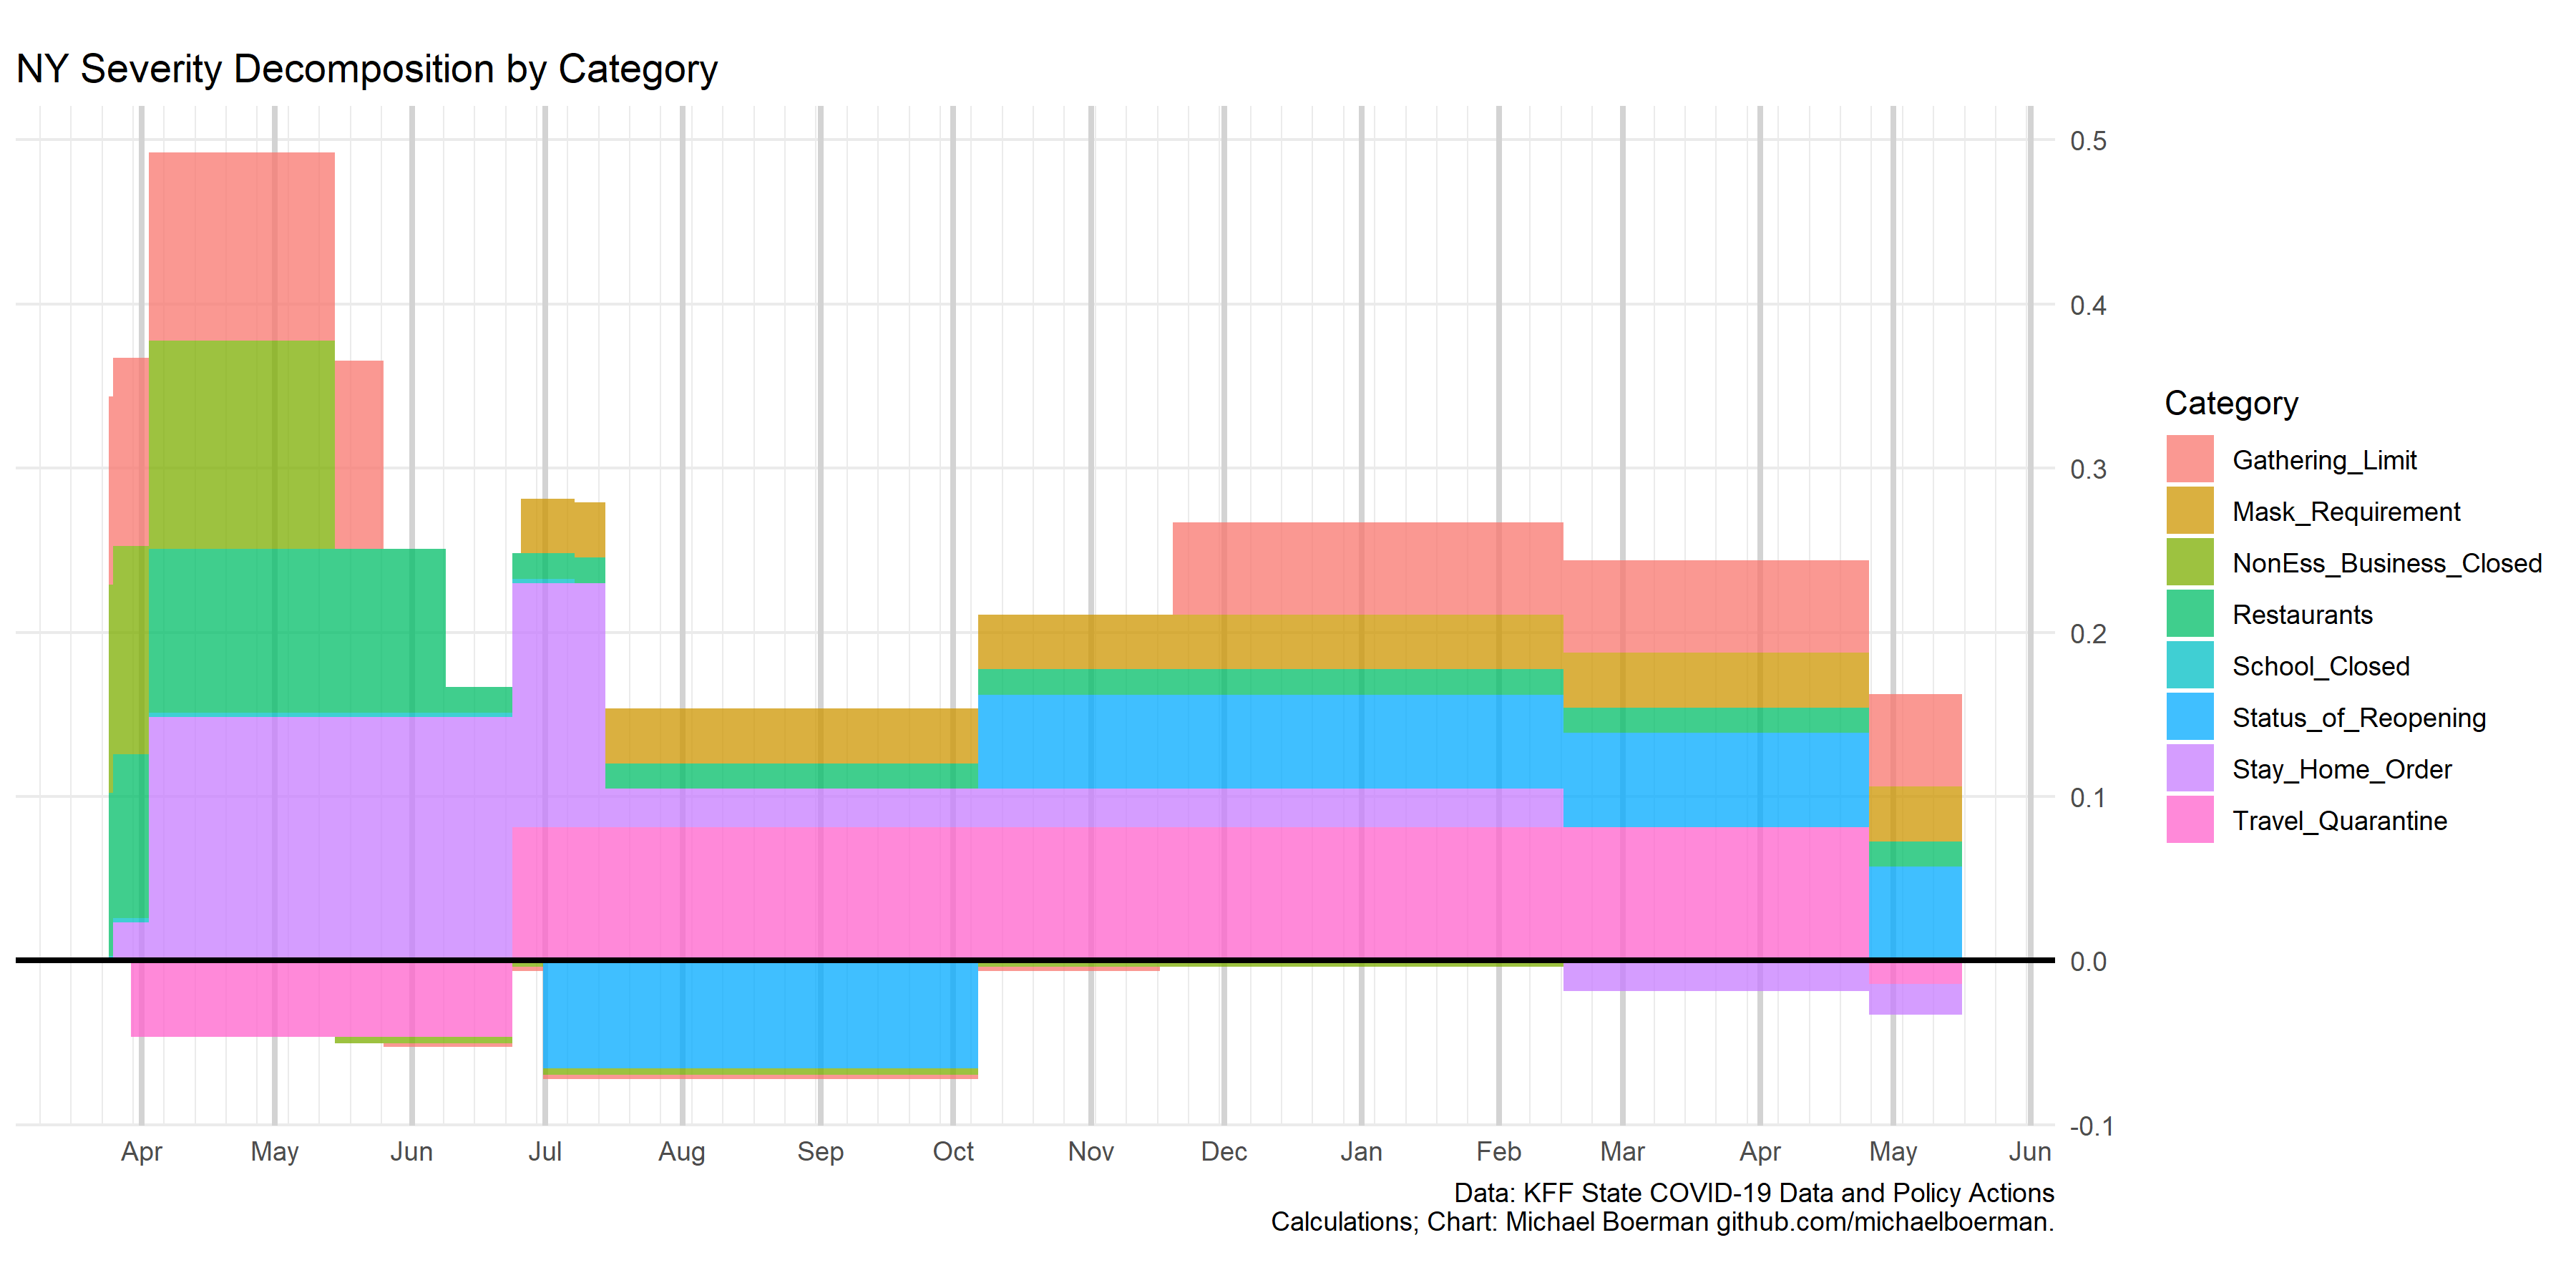 NY Severity Decomposition by Category
0.5
0.4
0.3
0.2
0.1
0.0
-0.1
Apr May Jun Jul Aug Sep Oct Nov Dec Jan Feb Mar Apr May Jun
Category
Gathering_Limit
Mask_Requirement
NonEss_Business_Closed
Restaurants
School_Closed
Status_of_Reopening
Stay_Home_Order
Travel_Quarantine
Data: KFF State COVID-19 Data and Policy Actions
Calculations; Chart: Michael Boerman github.com/michaelboerman.